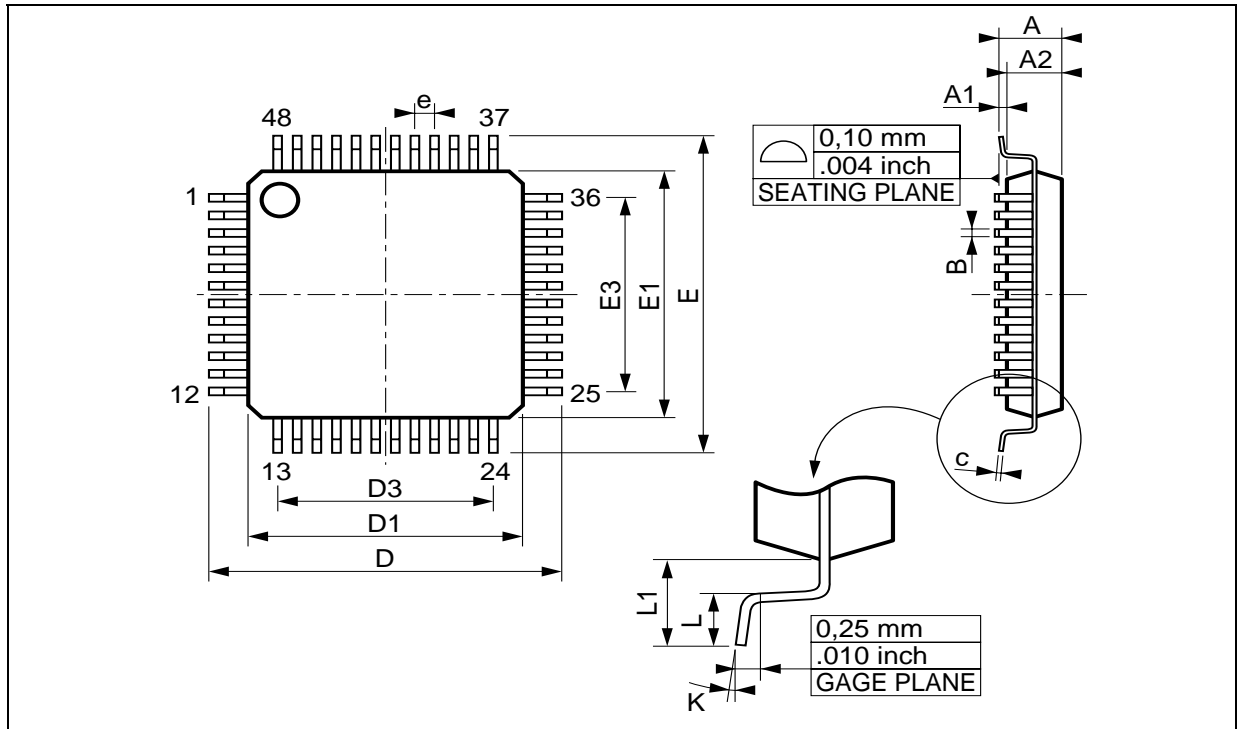 A
A2
A1
e
48
37
0,10 mm
.004 inch
SEATING PLANE
1
36
B
E3
E1
E
12
25
13
24
c
D3
D1
D
L1
L
0,25 mm
.010 inch
GAGE PLANE
K